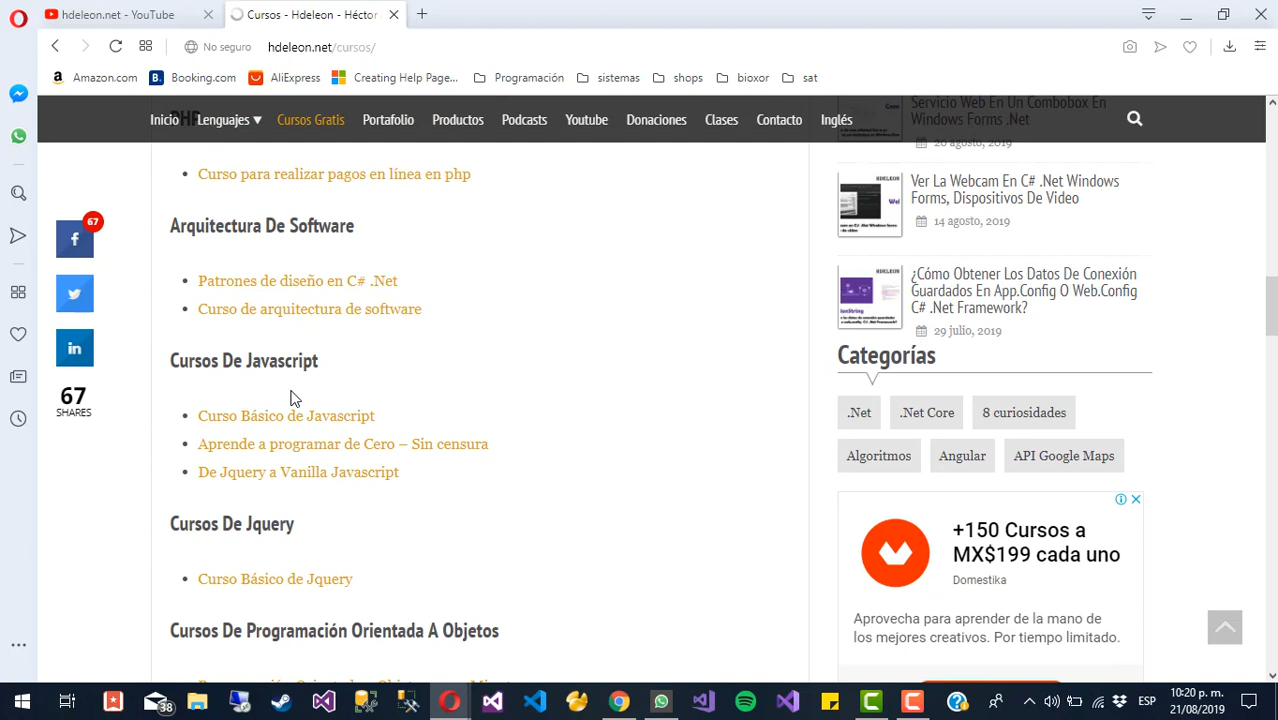 hdeleon.net - YouTube
Cursos - Hdeleon - Héctor
No seguro
hdeleon.net/cursos/
Amazon.com
Booking.com
AliExpress
Creating Help Page...
Programación
sistemas
shops
bioxor
sat
PHP
Inicio
Lenguajes ▼
Cursos Gratis
Portafolio
Productos
Podcasts
Youtube
Donaciones
Clases
Contacto
Inglés
Curso para realizar pagos en línea en php
Arquitectura De Software
Patrones de diseño en C# .Net
Curso de arquitectura de software
Cursos De Javascript
Curso Básico de Javascript
Aprende a programar de Cero – Sin censura
De Jquery a Vanilla Javascript
Cursos De Jquery
Curso Básico de Jquery
Cursos De Programación Orientada A Objetos
67
67
SHARES
Servicio Web En Un Combobox En
Windows Forms .Net
20 agosto, 2019
Ver La Webcam En C# .Net Windows
Forms, Dispositivos De Video
14 agosto, 2019
¿Cómo Obtener Los Datos De Conexión
Guardados En App.Config O Web.Config
C# .Net Framework?
29 julio, 2019
Categorías
.Net
.Net Core
8 curiosidades
Algoritmos
Angular
API Google Maps
+150 Cursos a
MX$199 cada uno
Domestika
Aprovecha para aprender de la mano de
los mejores creativos. Por tiempo limitado.
38
ESP
10:20 p. m.
21/08/2019